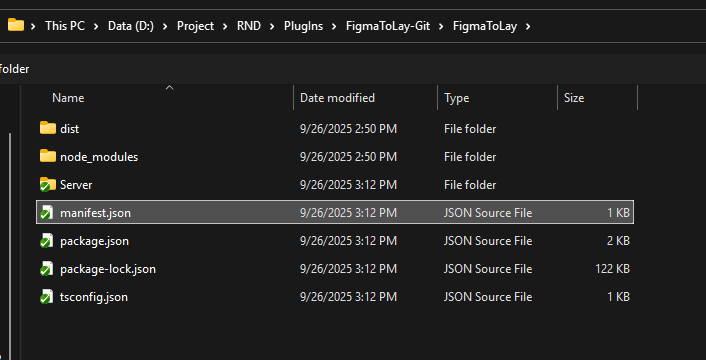 This PC > Data (D:) > Project > RND > PlugIns > FigmaToLay-Git > FigmaToLay >
folder
Name Date modified Type Size
dist 9/26/2025 2:50 PM File folder
node_modules 9/26/2025 2:50 PM File folder
Server 9/26/2025 3:12 PM File folder
manifest.json 9/26/2025 3:12 PM JSON Source File 1 KB
package.json 9/26/2025 3:12 PM JSON Source File 2 KB
package-lock.json 9/26/2025 3:12 PM JSON Source File 122 KB
tsconfig.json 9/26/2025 3:12 PM JSON Source File 1 KB